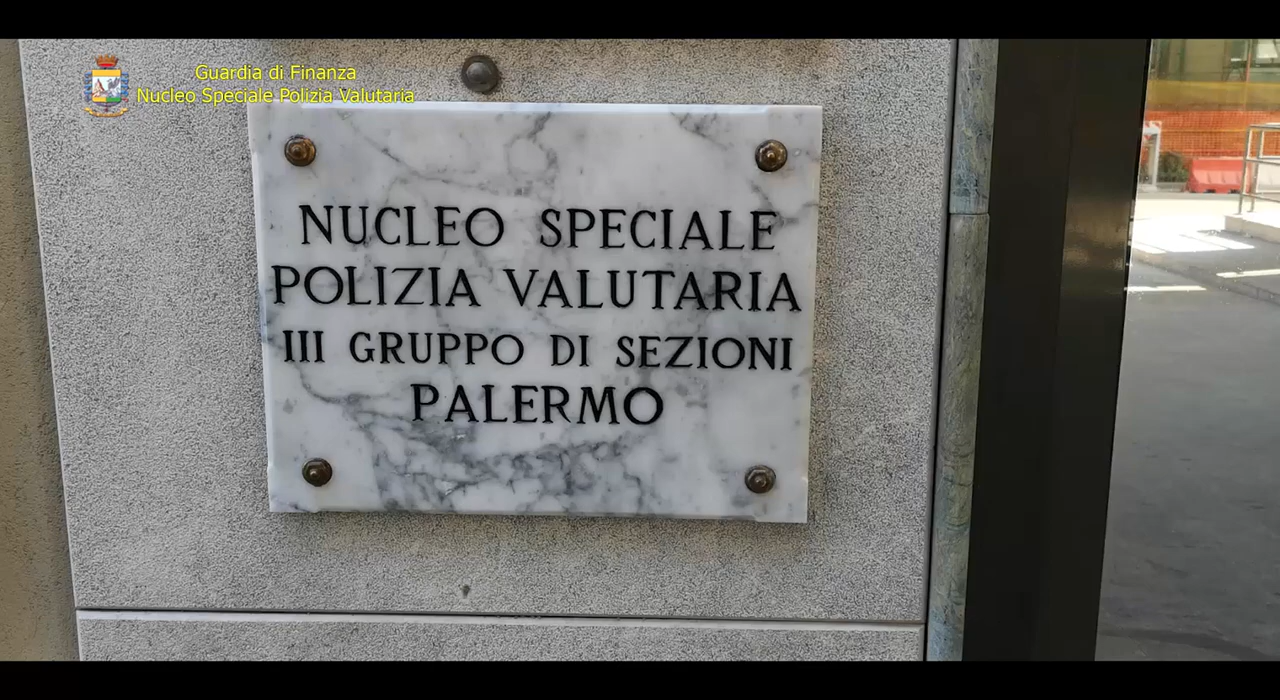 Guardia di Finanza
Nucleo Speciale Polizia Valutaria
NUCLEO SPECIALE
POLIZIA VALUTARIA
III GRUPPO DI SEZIONI
PALERMO